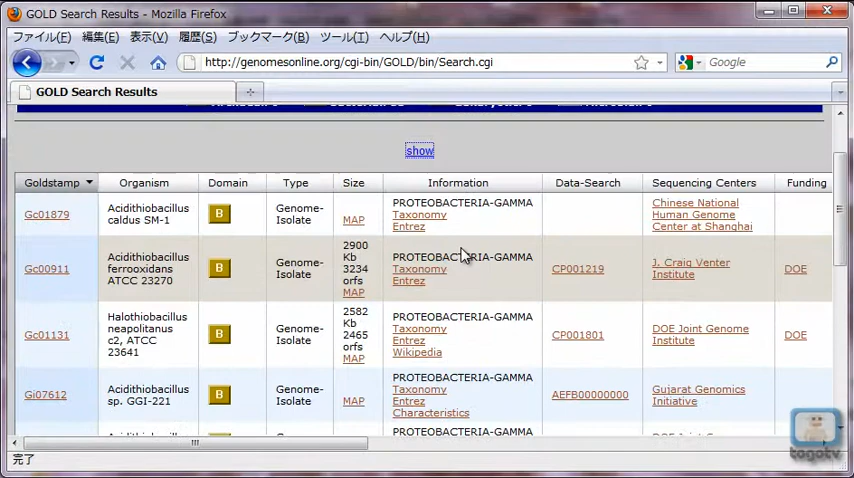 GOLD Search Results - Mozilla Firefox
ファイル(F) 編集(E) 表示(V) 履歴(S) ブックマーク(B) ツール(T) ヘルプ(H)
http://genomesonline.org/cgi-bin/GOLD/bin/Search.cgi
Google
GOLD Search Results
show
Goldstamp Organism Domain Type Size Information Data-Search Sequencing Centers Funding
Gc01879
Acidithiobacillus
caldus SM-1
B
Genome-
Isolate
MAP
PROTEOBACTERIA-GAMMA
Taxonomy
Entrez
Chinese National
Human Genome
Center at Shanghai
Gc00911
Acidithiobacillus
ferrooxidans
ATCC 23270
B
Genome-
Isolate
2900
Kb
3234
orfs
MAP
PROTEOBACTERIA-GAMMA
Taxonomy
Entrez
CP001219
J. Craig Venter
Institute
DOE
Gc01131
Halothiobacillus
neapolitanus
c2, ATCC
23641
B
Genome-
Isolate
2582
Kb
2465
orfs
MAP
PROTEOBACTERIA-GAMMA
Taxonomy
Entrez
Wikipedia
CP001801
DOE Joint Genome
Institute
DOE
Gi07612
Acidithiobacillus
sp. GGI-221
B
Genome-
Isolate
MAP
PROTEOBACTERIA-GAMMA
Taxonomy
Entrez
Characteristics
AEFB00000000
Gujarat Genomics
Initiative
PROTEOBACTERIA-GAMMA
DOE Joint Genome
完了
togotv